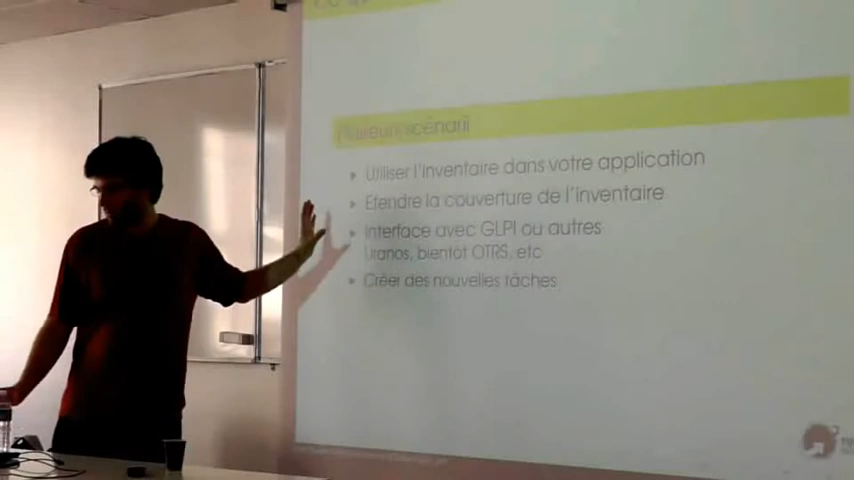 Plusieurs scénarii
Utiliser l'inventaire dans votre application
Etendre la couverture de l'inventaire
Interface avec GLPI ou autres
Uranos, bientôt OTRS, etc
Créer des nouvelles tâches